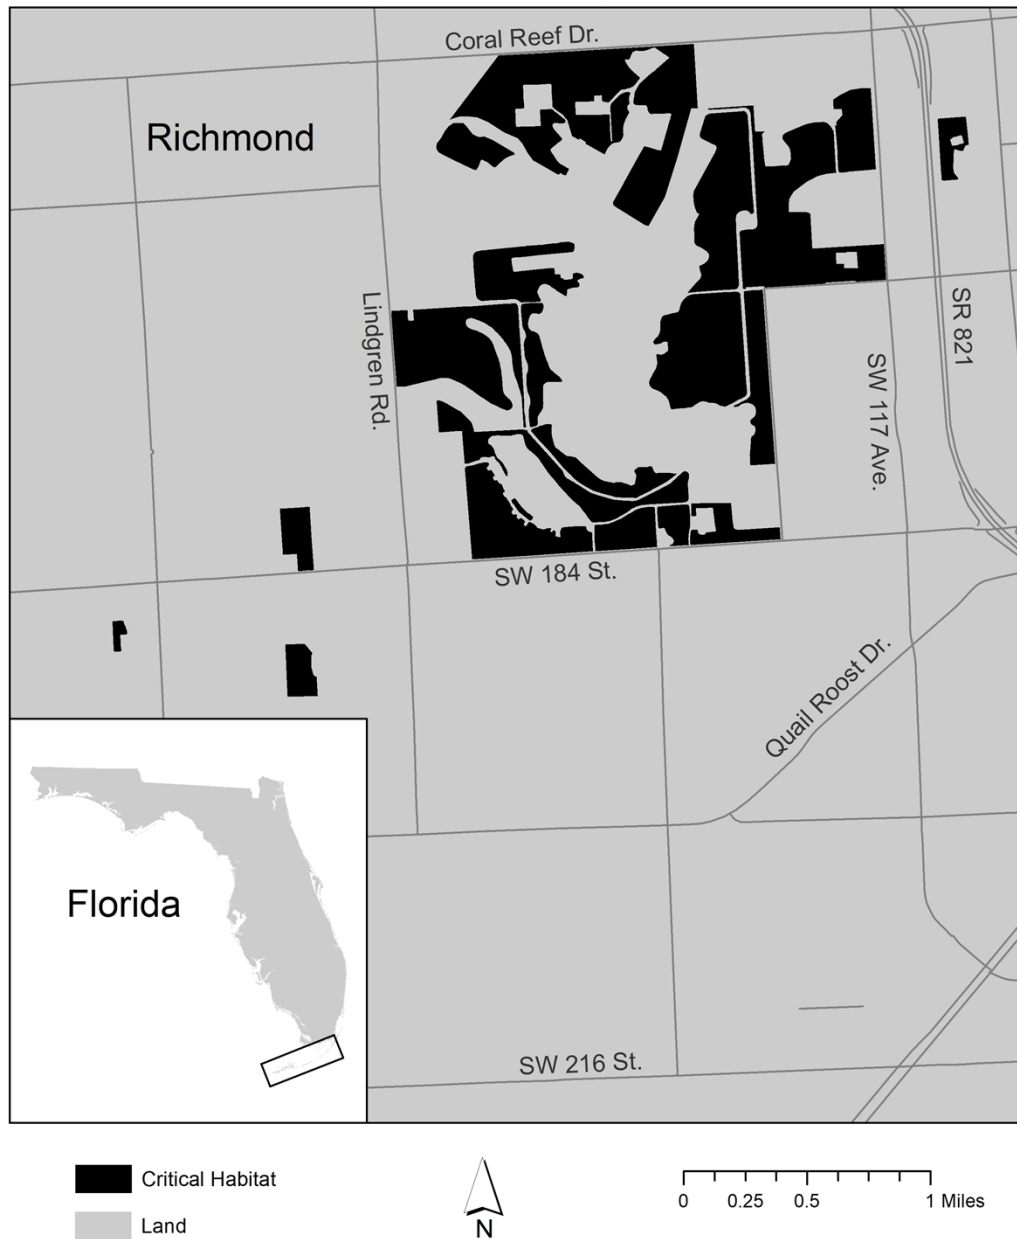 Coral Reef Dr.
Richmond
Lindgren Rd.
SR 821
SW 117 Ave.
SW 184 St.
Quail Roost Dr.
Florida
SW 216 St.
Critical Habitat
Land
N
0 0.25 0.5 1 Miles